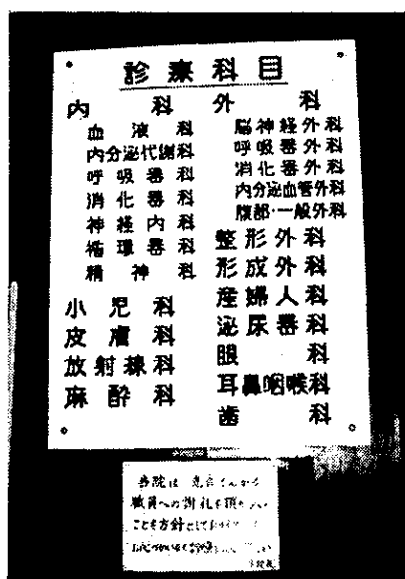 診療科目
内科
血液科
内分泌代謝科
呼吸器科
消化器科
神経内科
循環器科
精神科
小児科
皮膚科
放射線科
麻酔科
外科
脳神経外科
呼吸器外科
消化器外科
内分泌血管外科
腹部・一般外科
整形外科
形成外科
産婦人科
泌尿器科
眼科
耳鼻咽喉科
歯科
当院は
職員への謝礼を頂かない
ことを方針として